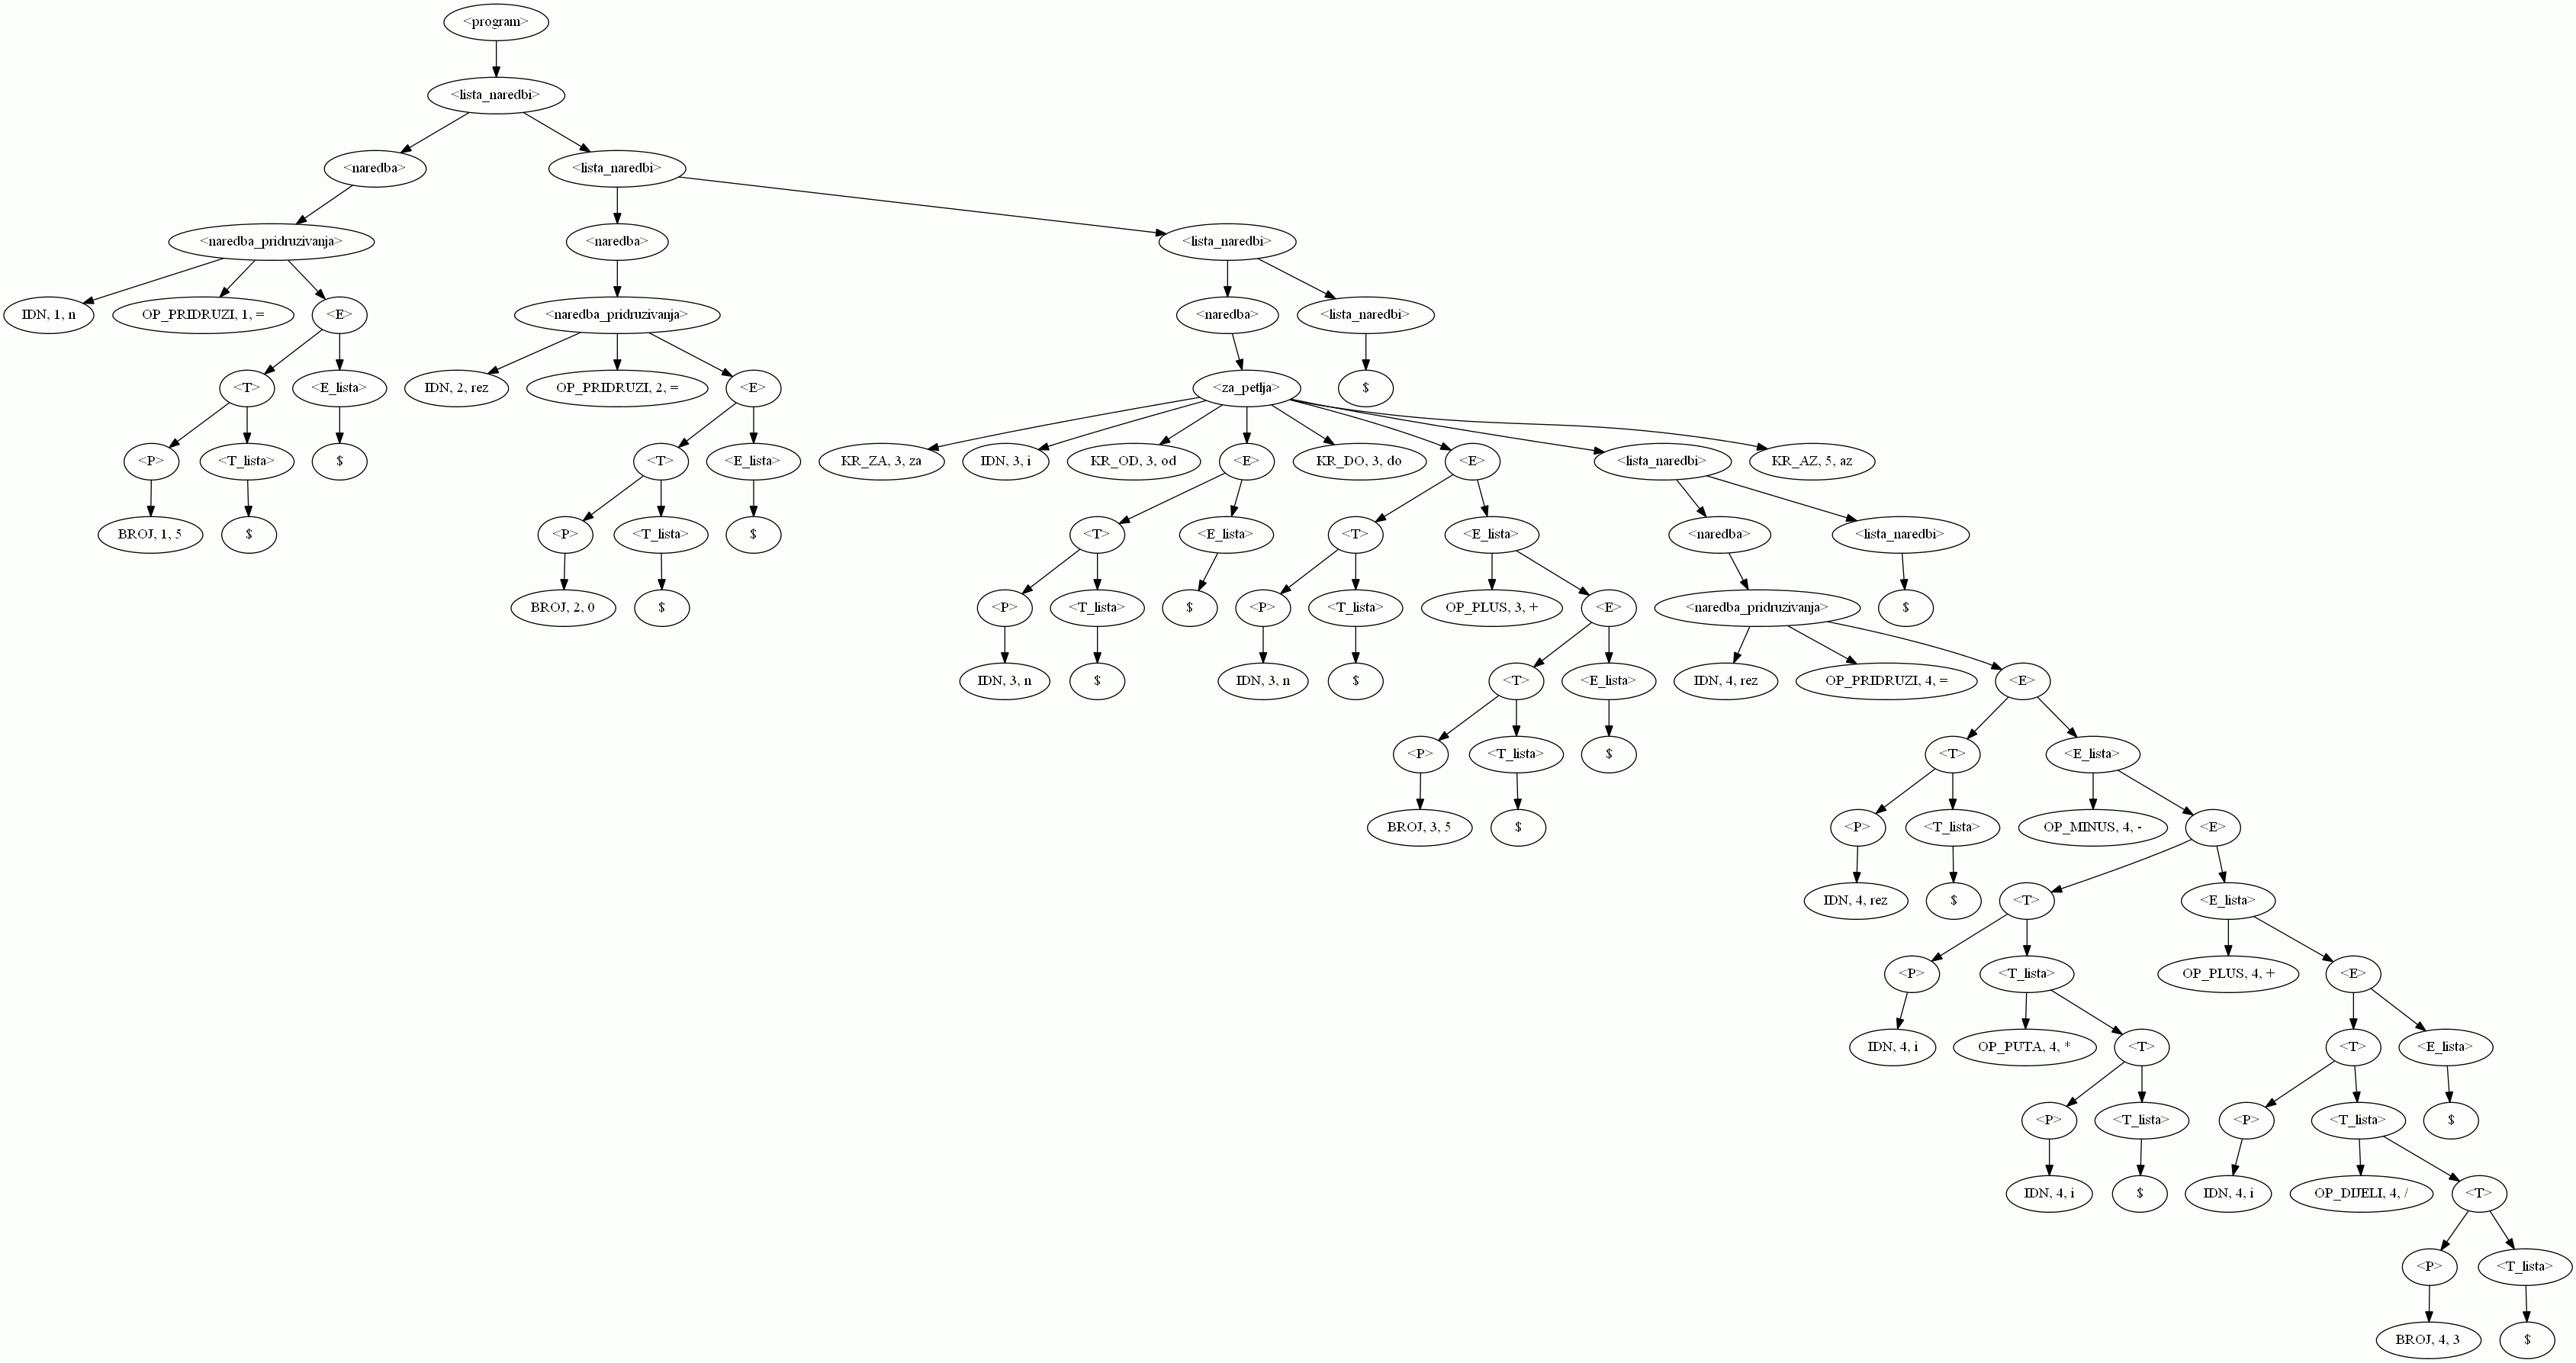 <program>
<lista_naredbi>
<naredba> <lista_naredbi>
<naredba_pridruzivanja> <naredba> <lista_naredbi>
IDN, 1, n OP_PRIDRUZI, 1, = <E> <naredba_pridruzivanja> <naredba> <lista_naredbi>
<T> <E_lista> IDN, 2, rez OP_PRIDRUZI, 2, = <E> <za_petlja> $
<P> <T_lista> $ <T> <E_lista> KR_ZA, 3, za IDN, 3, i KR_OD, 3, od <E> KR_DO, 3, do <E> <lista_naredbi> KR_AZ, 5, az
BROJ, 1, 5 $ <P> <T_lista> $ <T> <E_lista> <T> <E_lista> <naredba> <lista_naredbi>
BROJ, 2, 0 $ <P> <T_lista> $ <P> <T_lista> OP_PLUS, 3, + <E> <naredba_pridruzivanja> $
IDN, 3, n $ IDN, 3, n $ <T> <E_lista> IDN, 4, rez OP_PRIDRUZI, 4, = <E>
<P> <T_lista> $ <T> <E_lista>
BROJ, 3, 5 $ <P> <T_lista> OP_MINUS, 4, - <E>
IDN, 4, rez $ <T> <E_lista>
<P> <T_lista> OP_PLUS, 4, + <E>
IDN, 4, i OP_PUTA, 4, * <T> <T> <E_lista>
<P> <T_lista> <P> <T_lista> $
IDN, 4, i $ IDN, 4, i OP_DIJELI, 4, / <T>
<P> <T_lista>
BROJ, 4, 3 $